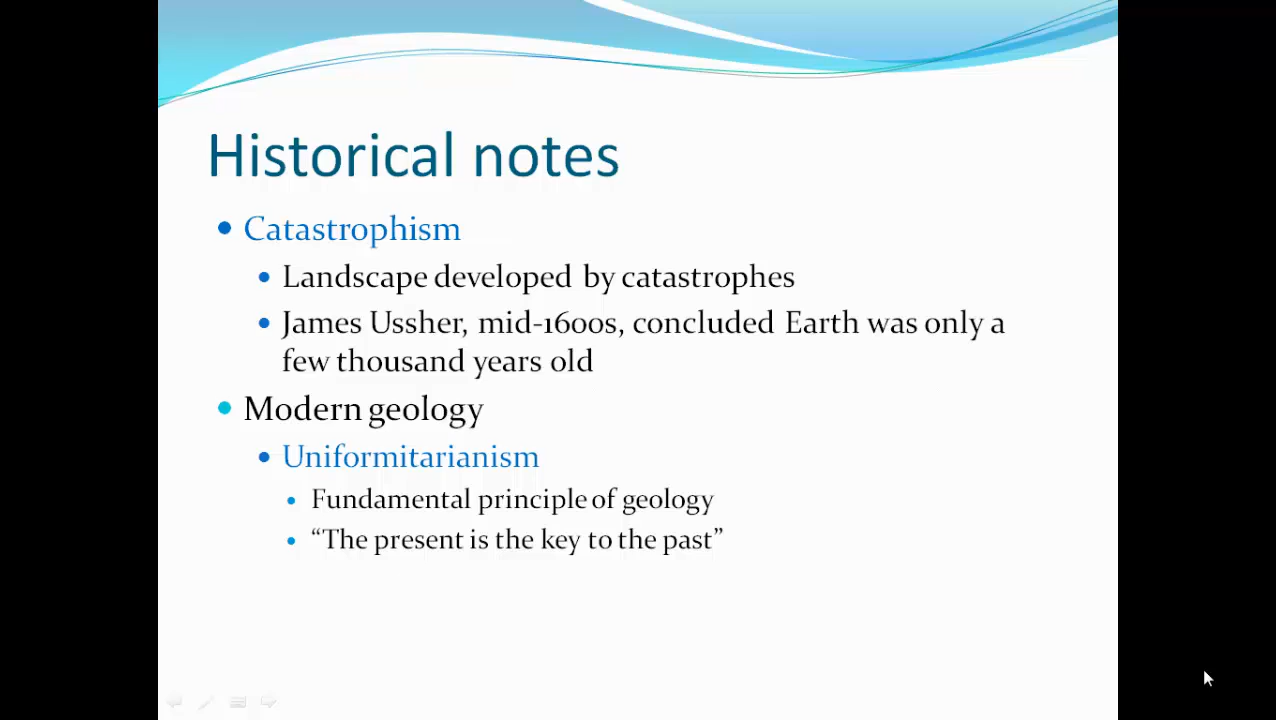 Historical notes
Catastrophism
Landscape developed by catastrophes
James Ussher, mid-1600s, concluded Earth was only a
few thousand years old
Modern geology
Uniformitarianism
Fundamental principle of geology
“The present is the key to the past”